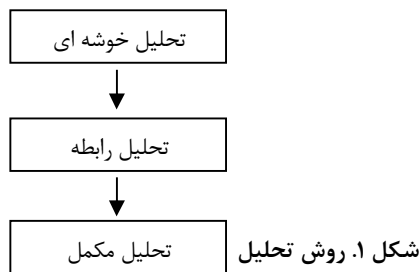 تحلیل خوشه ای
تحلیل رابطه
تحلیل مکمل
شکل ۱. روش تحلیل